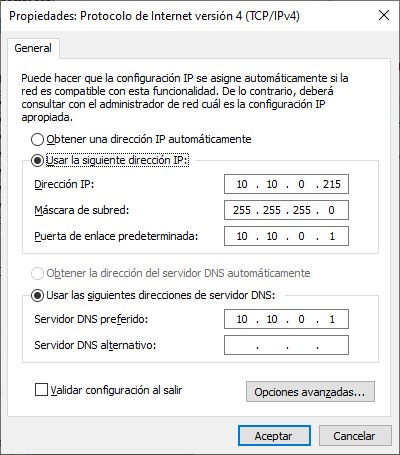 Propiedades: Protocolo de Internet versión 4 (TCP/IPv4)
General
Puede hacer que la configuración IP se asigne automáticamente si la
red es compatible con esta funcionalidad. De lo contrario, deberá
consultar con el administrador de red cuál es la configuración IP
apropiada.
Obtener una dirección IP automáticamente
Usar la siguiente dirección IP:
Dirección IP: 10 . 10 . 0 . 215
Máscara de subred: 255 . 255 . 255 . 0
Puerta de enlace predeterminada: 10 . 10 . 0 . 1
Obtener la dirección del servidor DNS automáticamente
Usar las siguientes direcciones de servidor DNS:
Servidor DNS preferido: 10 . 10 . 0 . 1
Servidor DNS alternativo: . . .
Validar configuración al salir
Opciones avanzadas...
Aceptar Cancelar